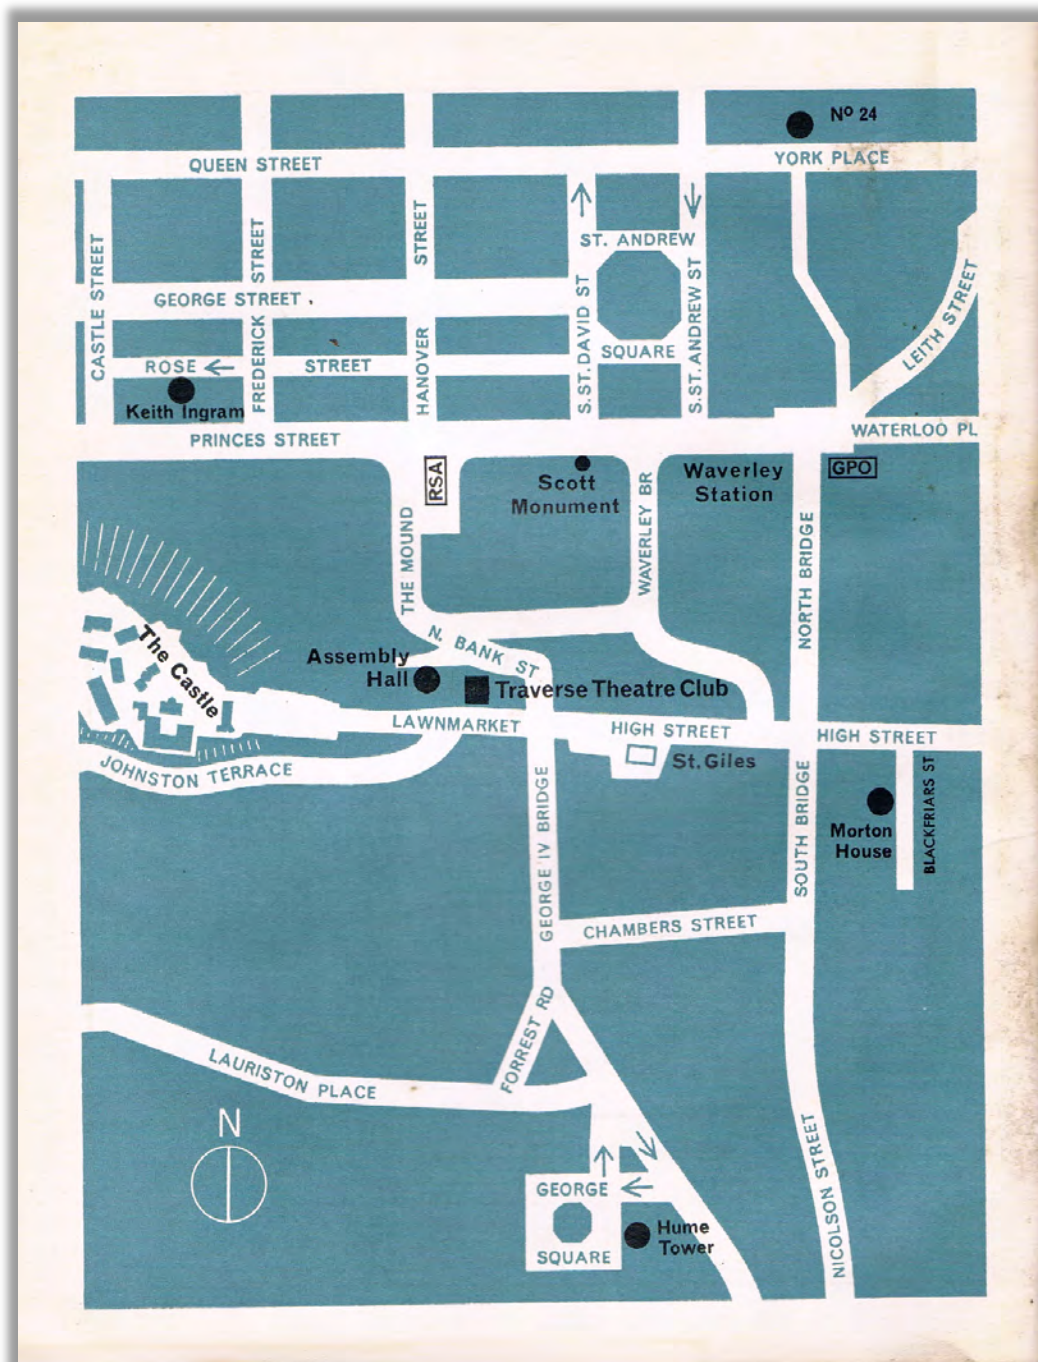 Nº 24
QUEEN STREET
YORK PLACE
CASTLE STREET
FREDERICK STREET
HANOVER STREET
ST. ANDREW
SQUARE
S. ST. DAVID ST
S. ST. ANDREW ST
GEORGE STREET
LEITH STREET
ROSE STREET
Keith Ingram
PRINCES STREET
WATERLOO PL
RSA
Scott
Monument
WAVERLEY BR
Waverley
Station
GPO
THE MOUND
NORTH BRIDGE
The Castle
N. BANK ST
Assembly
Hall
Traverse Theatre Club
LAWNMARKET
HIGH STREET
HIGH STREET
JOHNSTON TERRACE
St. Giles
GEORGE IV BRIDGE
SOUTH BRIDGE
Morton
House
BLACKFRIARS ST
CHAMBERS STREET
FORREST RD
LAURISTON PLACE
N
NICOLSON STREET
GEORGE
SQUARE
Hume
Tower